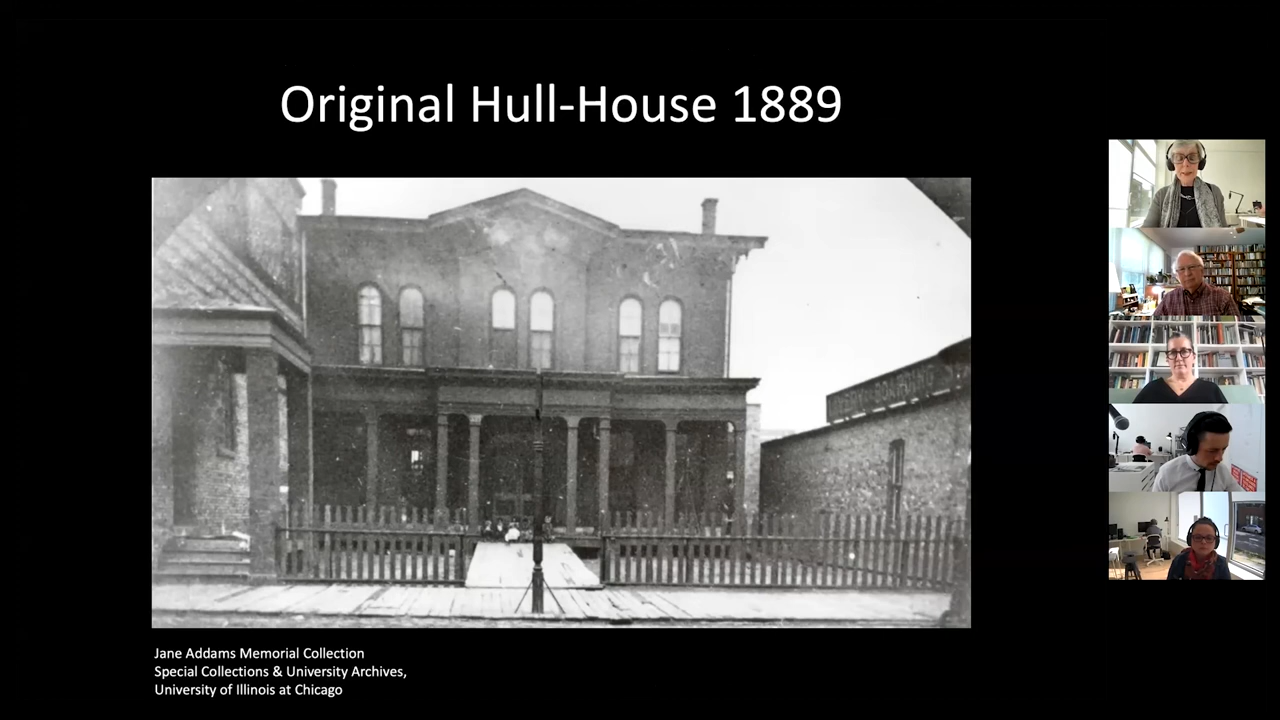 Original Hull-House 1889
Jane Addams Memorial Collection
Special Collections & University Archives,
University of Illinois at Chicago